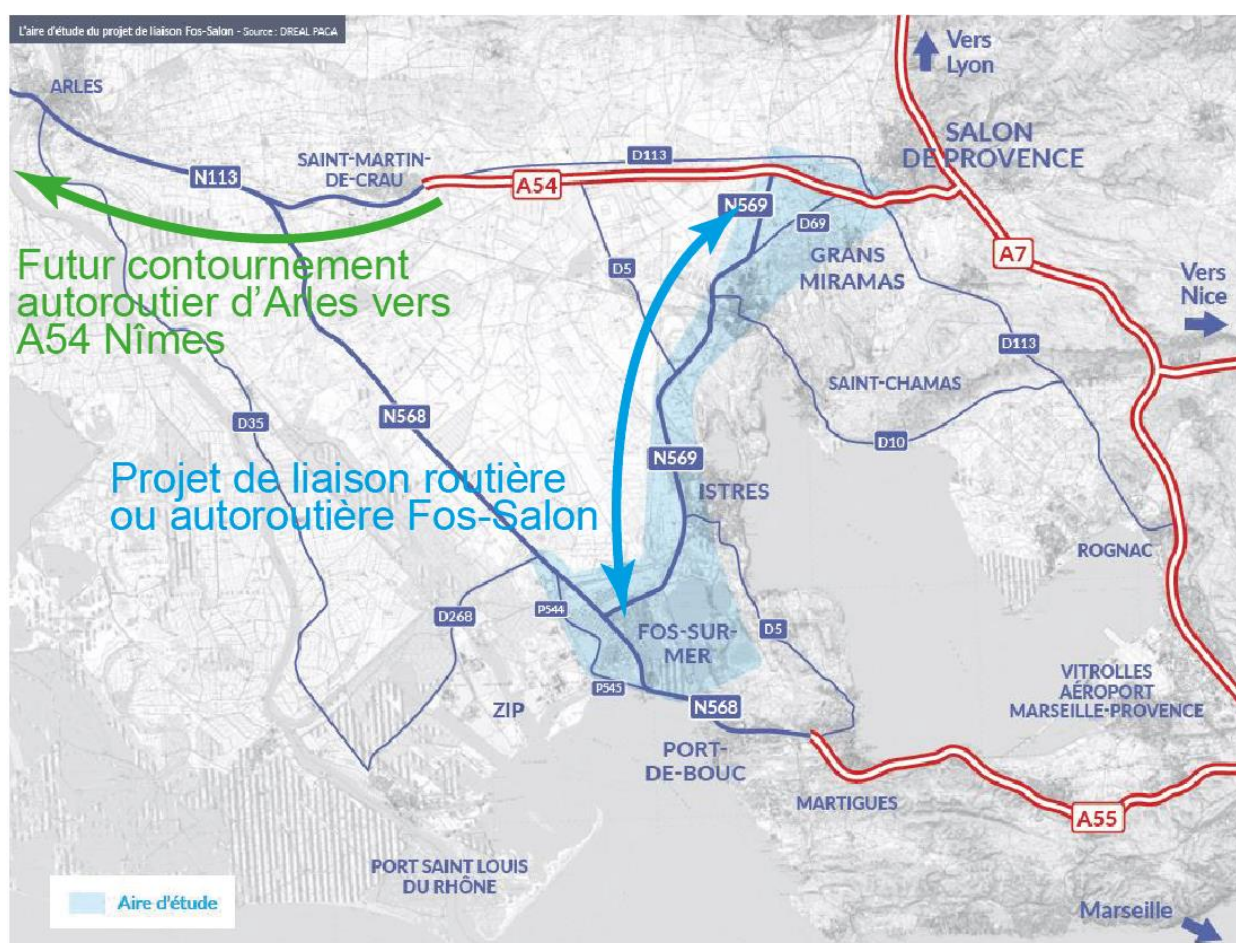 L'aire d'étude du projet de liaison Fos-Salon - Source : DREAL PACA
Vers
Lyon
ARLES
SALON
DE PROVENCE
SAINT-MARTIN-
DE-CRAU
D113
N113
A54
N569
D69
GRANS
MIRAMAS
A7
Futur contournement
autoroutier d'Arles vers
A54 Nîmes
D5
Vers
Nice
D113
SAINT-CHAMAS
D35
N568
D10
N569
Projet de liaison routière
ou autoroutière Fos-Salon
ISTRES
ROGNAC
P544
D268
FOS-SUR-
MER
D5
P545
ZIP
N568
VITROLLES
AÉROPORT
MARSEILLE-PROVENCE
PORT-
DE-BOUC
MARTIGUES
A55
PORT SAINT LOUIS
DU RHÔNE
Aire d'étude
Marseille